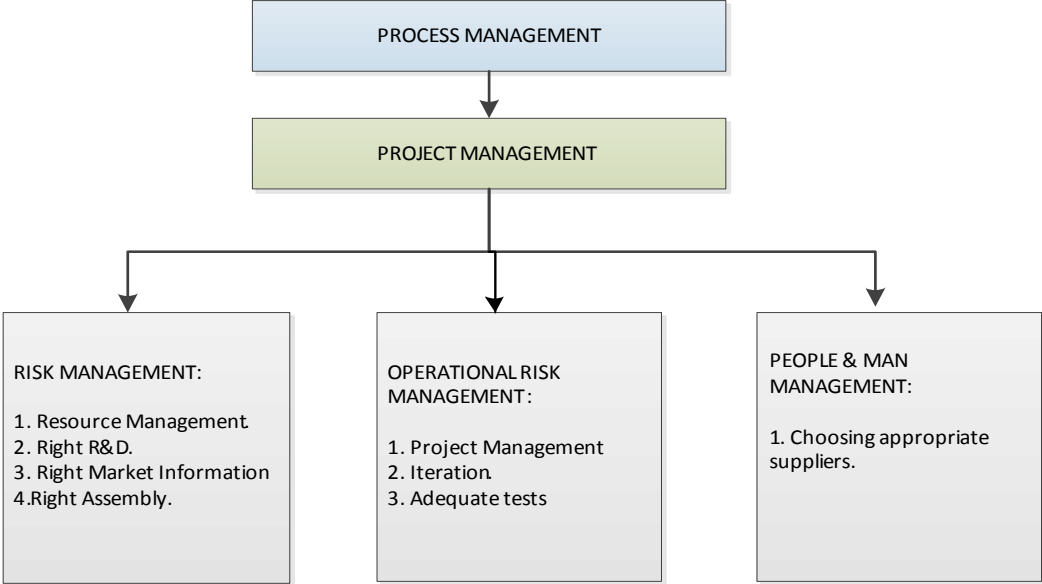 PROCESS MANAGEMENT
PROJECT MANAGEMENT
RISK MANAGEMENT:
1. Resource Management.
2. Right R&D.
3. Right Market Information
4.Right Assembly.
OPERATIONAL RISK
MANAGEMENT:
1. Project Management
2. Iteration.
3. Adequate tests
PEOPLE & MAN
MANAGEMENT:
1. Choosing appropriate
suppliers.